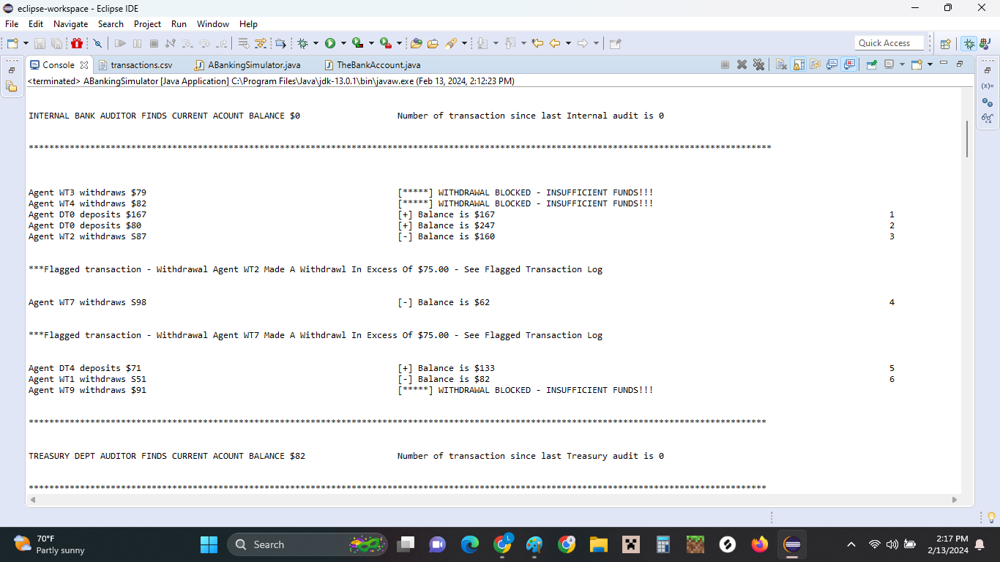 eclipse-workspace - Eclipse IDE
File Edit Navigate Search Project Run Window Help
Quick Access
Console transactions.csv ABankingSimulator.java TheBankAccount.java
<terminated> ABankingSimulator [Java Application] C:\Program Files\Java\jdk-13.0.1\bin\javaw.exe (Feb 13, 2024, 2:12:23 PM)
INTERNAL BANK AUDITOR FINDS CURRENT ACOUNT BALANCE $0 Number of transaction since last Internal audit is 0
*************************************************************************************************************************************************
Agent WT3 withdraws $79 [*****] WITHDRAWAL BLOCKED - INSUFFICIENT FUNDS!!!
Agent WT4 withdraws $82 [*****] WITHDRAWAL BLOCKED - INSUFFICIENT FUNDS!!!
Agent DT0 deposits $167 [+] Balance is $167 1
Agent DT0 deposits $80 [+] Balance is $247 2
Agent WT2 withdraws S87 [-] Balance is $160 3
***Flagged transaction - Withdrawal Agent WT2 Made A Withdrawl In Excess Of $75.00 - See Flagged Transaction Log
Agent WT7 withdraws S98 [-] Balance is $62 4
***Flagged transaction - Withdrawal Agent WT7 Made A Withdrawl In Excess Of $75.00 - See Flagged Transaction Log
Agent DT4 deposits $71 [+] Balance is $133 5
Agent WT1 withdraws S51 [-] Balance is $82 6
Agent WT9 withdraws $91 [*****] WITHDRAWAL BLOCKED - INSUFFICIENT FUNDS!!!
************************************************************************************************************************************************
TREASURY DEPT AUDITOR FINDS CURRENT ACOUNT BALANCE $82 Number of transaction since last Treasury audit is 0
************************************************************************************************************************************************
70°F
Partly sunny
Search
2:17 PM
2/13/2024